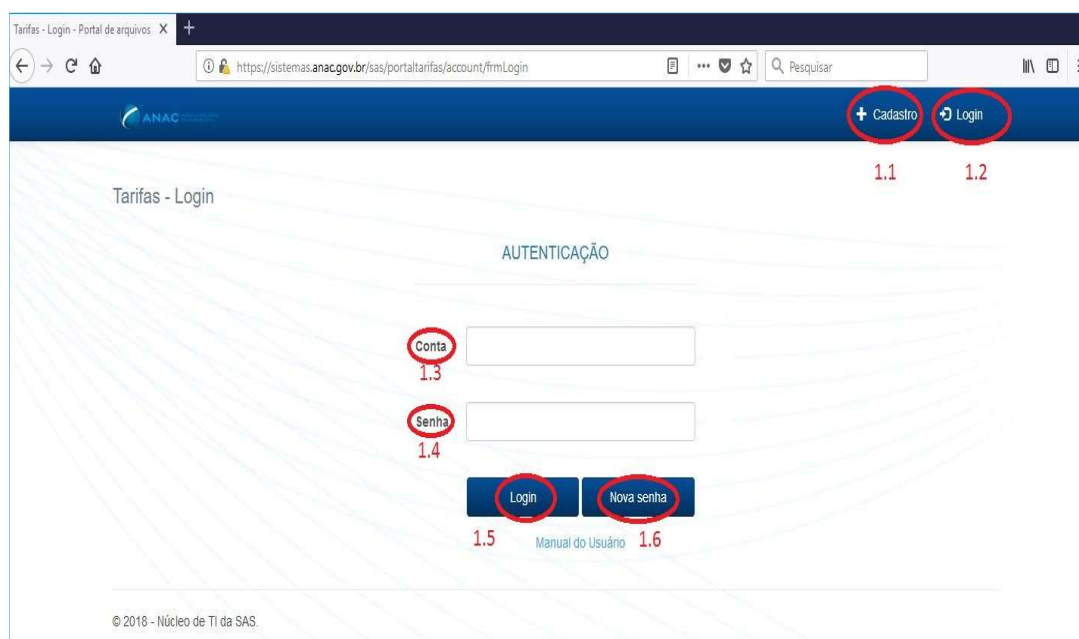 Tarifas - Login - Portal de arquivos
https://sistemas.anac.gov.br/sas/portaltarifas/account/frmLogin
Pesquisar
ANAC
Cadastro
Login
1.1
1.2
Tarifas - Login
AUTENTICAÇÃO
Conta
1.3
Senha
1.4
Login
Nova senha
1.5
Manual do Usuário
1.6
© 2018 - Núcleo de TI da SAS.